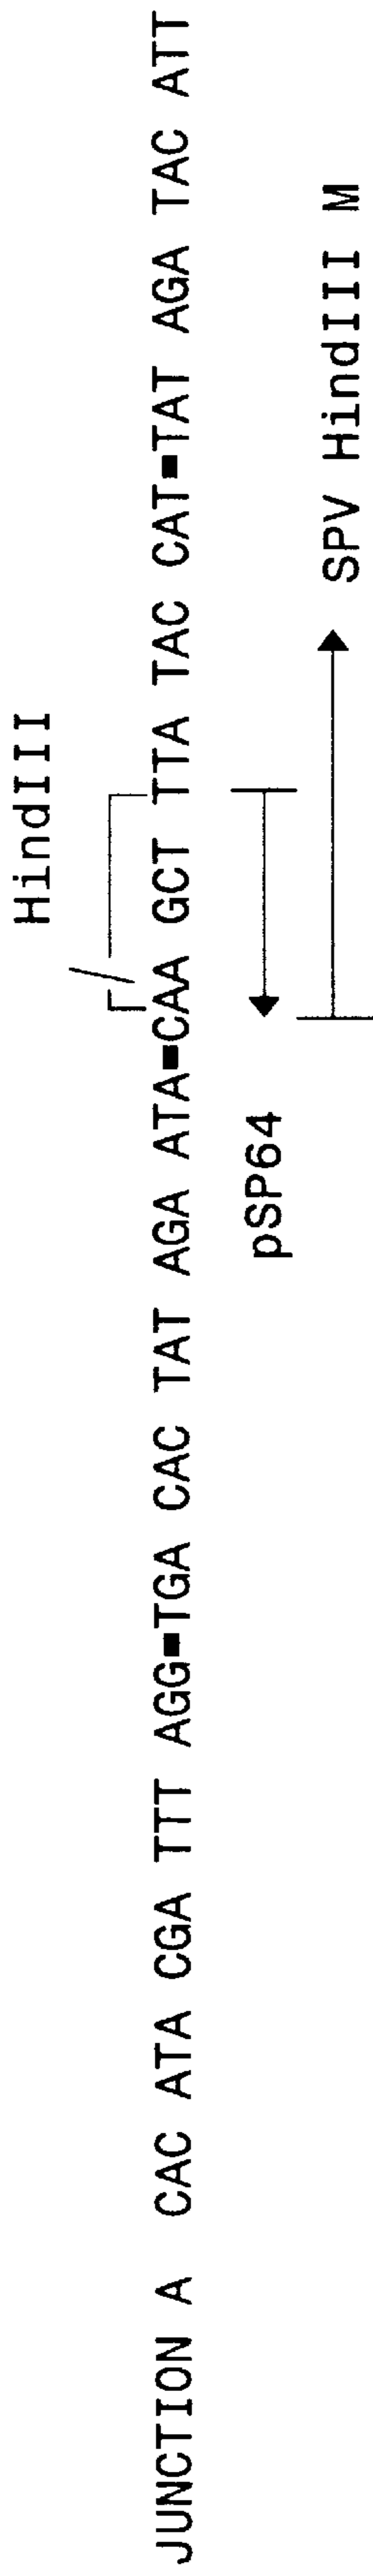 HindIII
JUNCTION A CAC ATA CGA TTT AGG▪TGA CAC TAT AGA ATA▪CAA GCT TTA TAC CAT▪TAT AGA TAC ATT
pSP64
SPV HindIII M